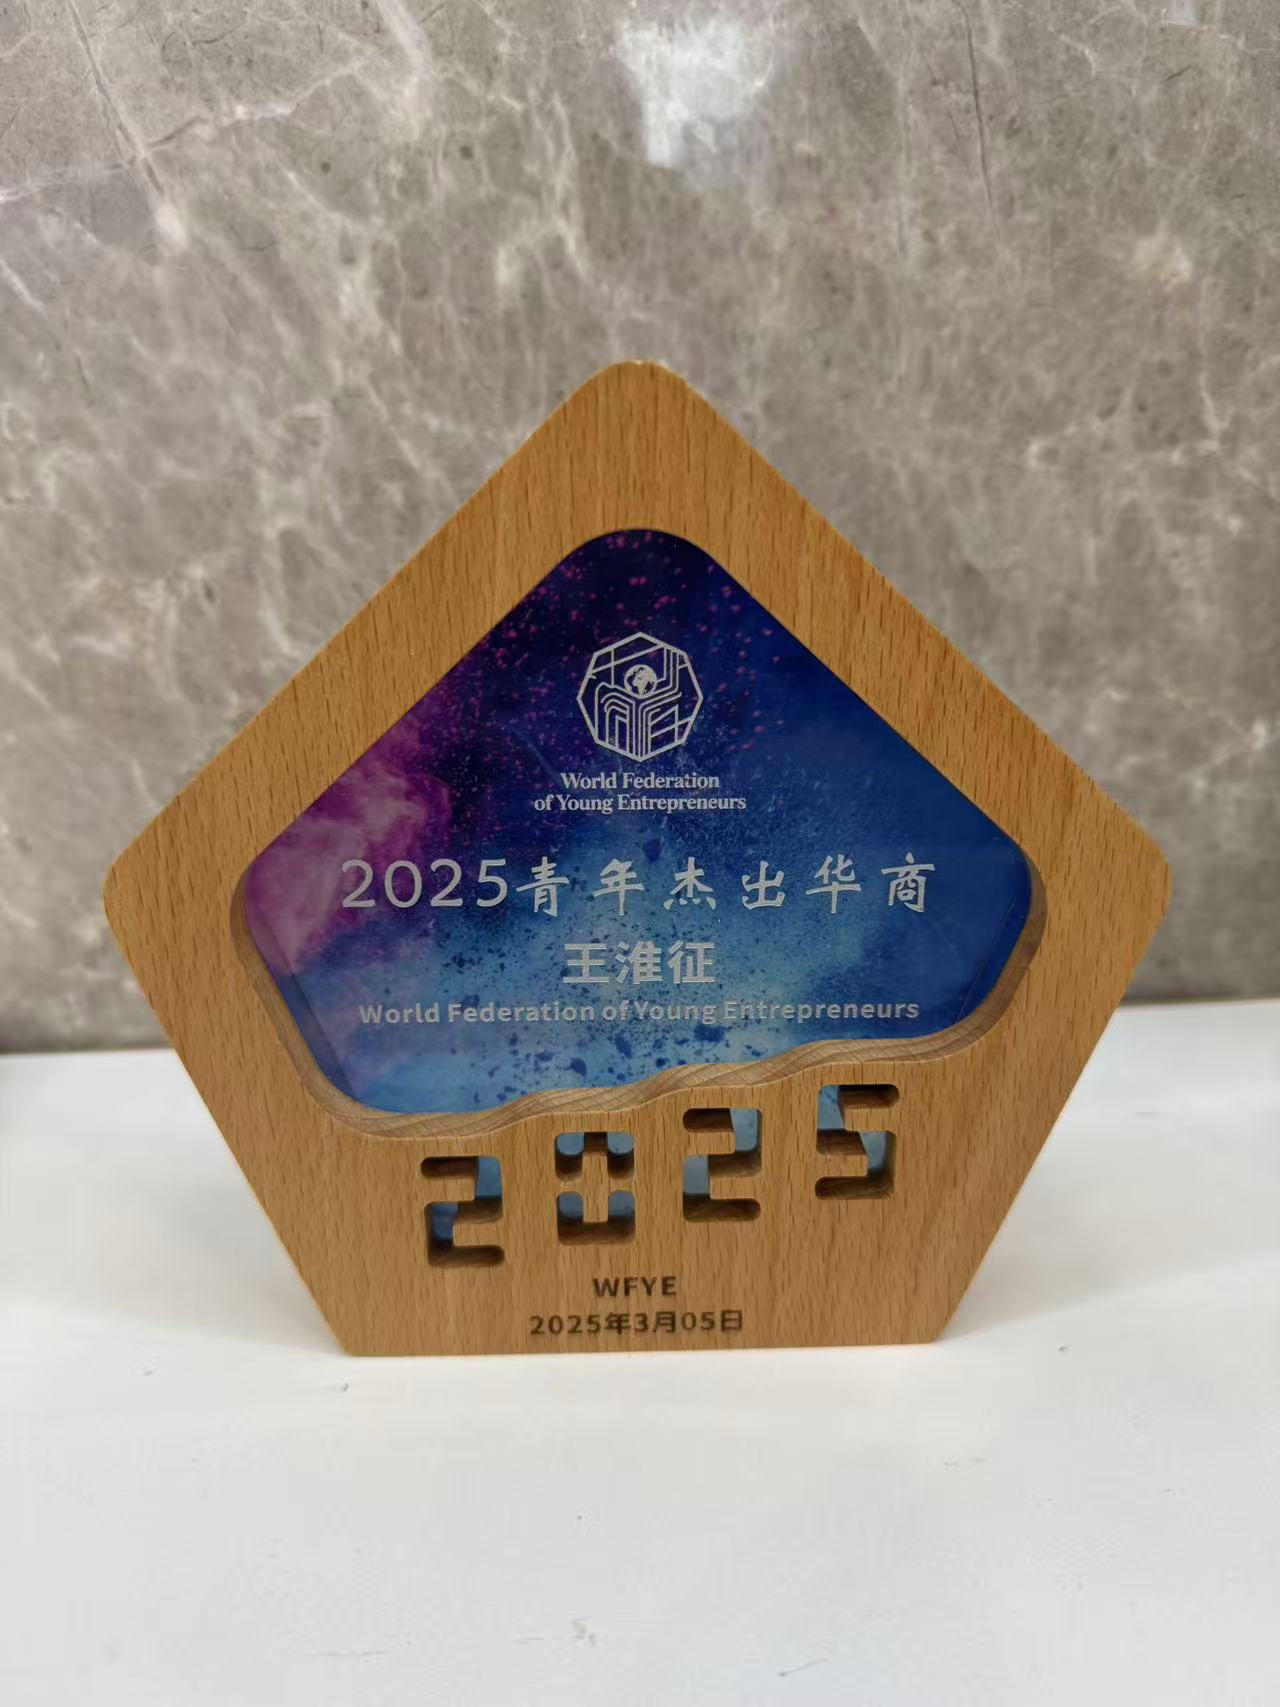 World Federation
of Young Entrepreneurs
2025青年杰出华商
王淮征
World Federation of Young Entrepreneurs
2025
WFYE
2025年3月05日